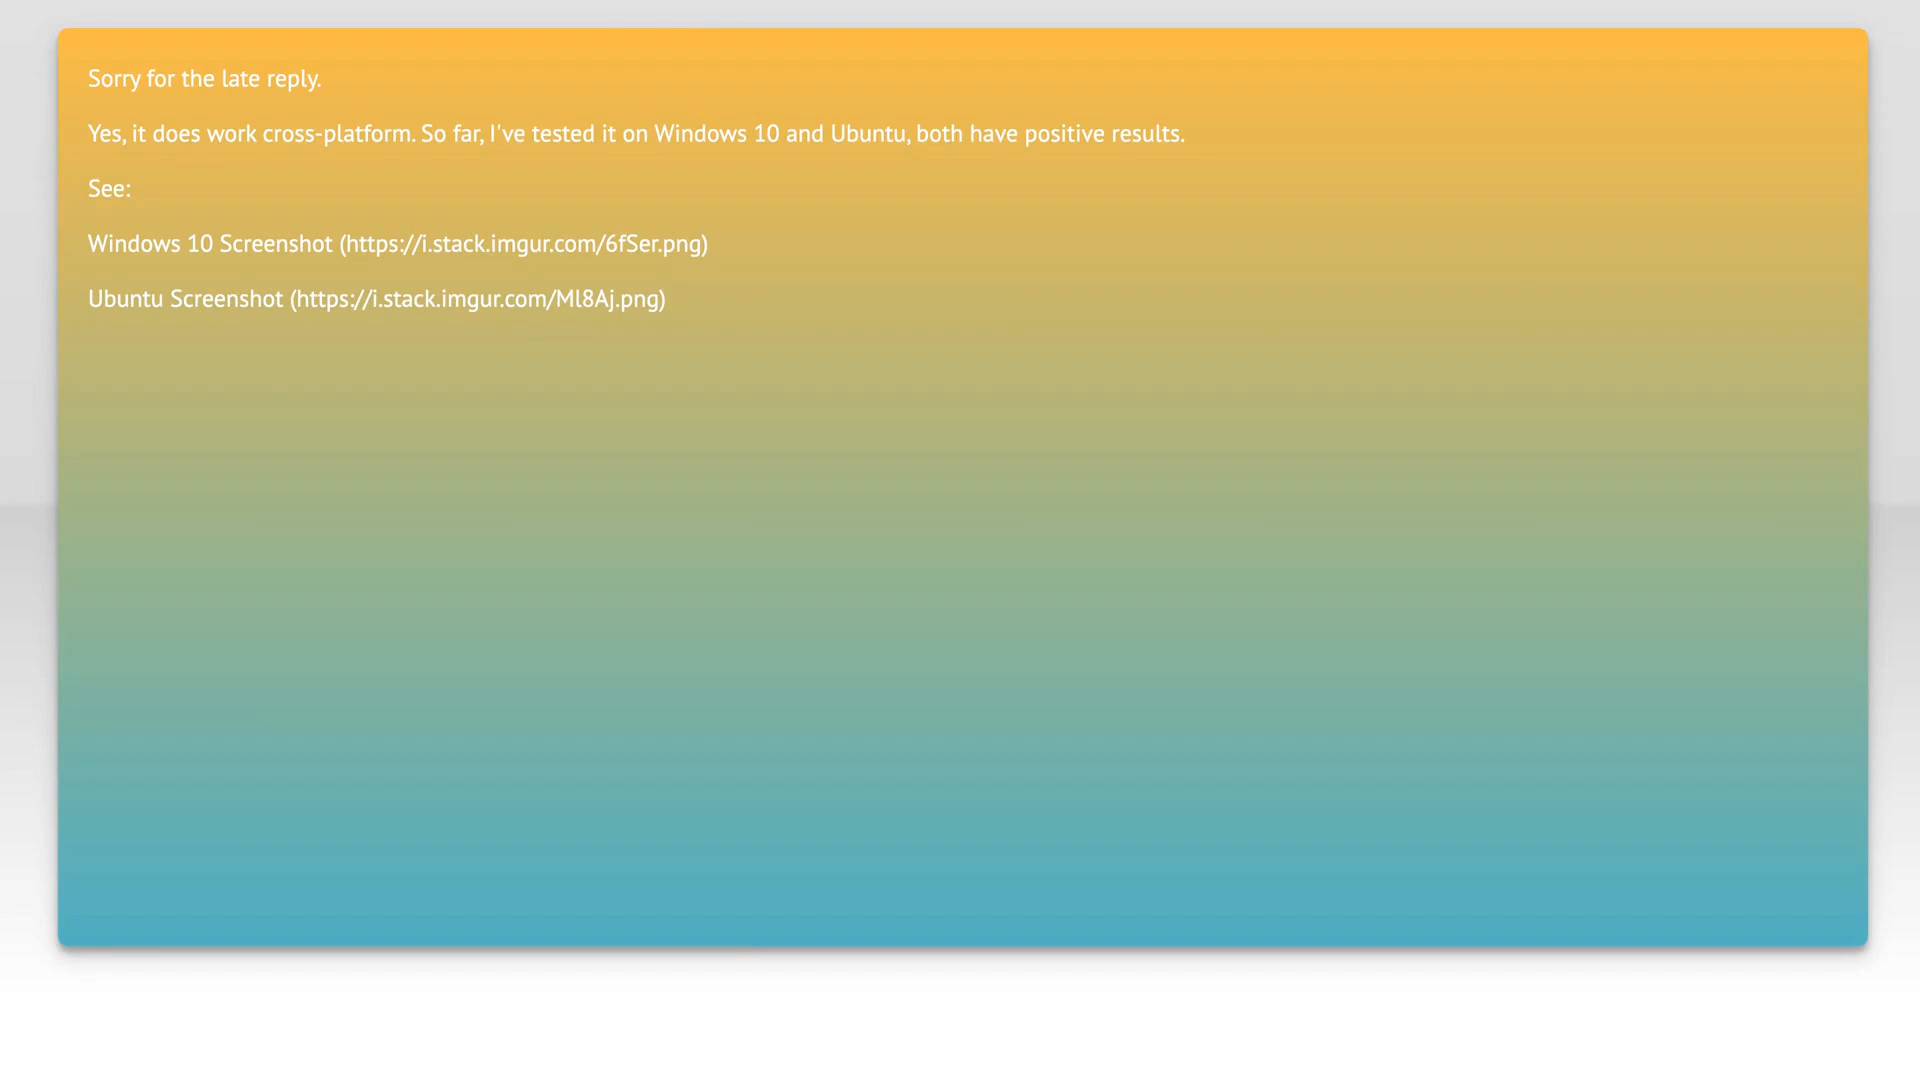 Sorry for the late reply.
Yes, it does work cross-platform. So far, I've tested it on Windows 10 and Ubuntu, both have positive results.
See:
Windows 10 Screenshot (https://i.stack.imgur.com/6fSer.png)
Ubuntu Screenshot (https://i.stack.imgur.com/Ml8Aj.png)